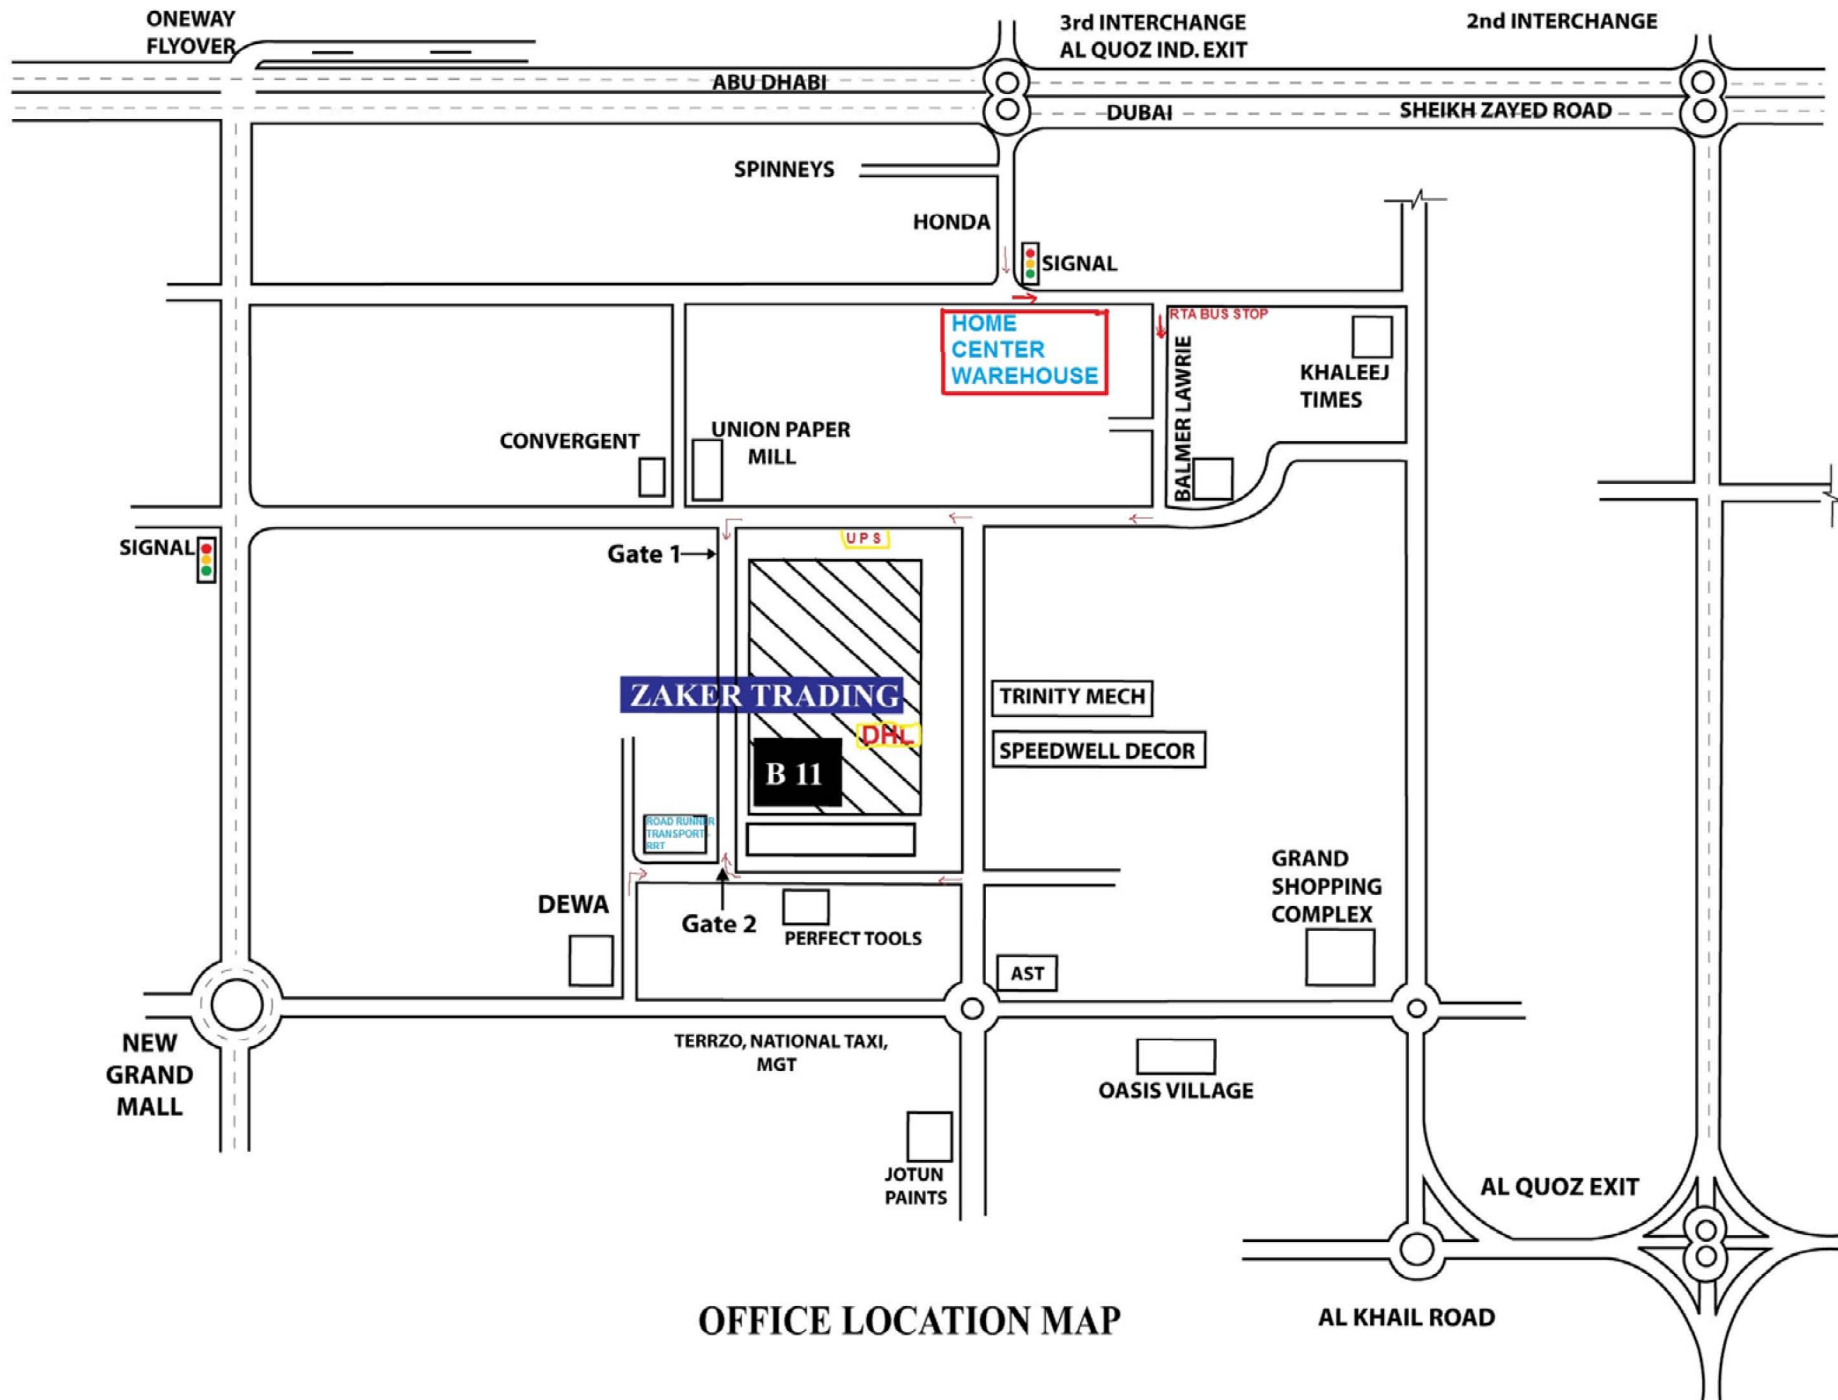 ONEWAY
FLYOVER
3rd INTERCHANGE
AL QUOZ IND. EXIT
2nd INTERCHANGE
ABU DHABI
DUBAI
SHEIKH ZAYED ROAD
SPINNEYS
HONDA
SIGNAL
HOME
CENTER
WAREHOUSE
RTA BUS STOP
BALMER LAWRIE
KHALEEJ
TIMES
CONVERGENT
UNION PAPER
MILL
SIGNAL
Gate 1
UPS
ZAKER TRADING
DHL
B 11
TRINITY MECH
SPEEDWELL DECOR
ROAD RUNNER
TRANSPORT
RRT
DEWA
Gate 2
PERFECT TOOLS
GRAND
SHOPPING
COMPLEX
AST
NEW
GRAND
MALL
TERRZO, NATIONAL TAXI,
MGT
OASIS VILLAGE
JOTUN
PAINTS
AL QUOZ EXIT
OFFICE LOCATION MAP
AL KHAIL ROAD